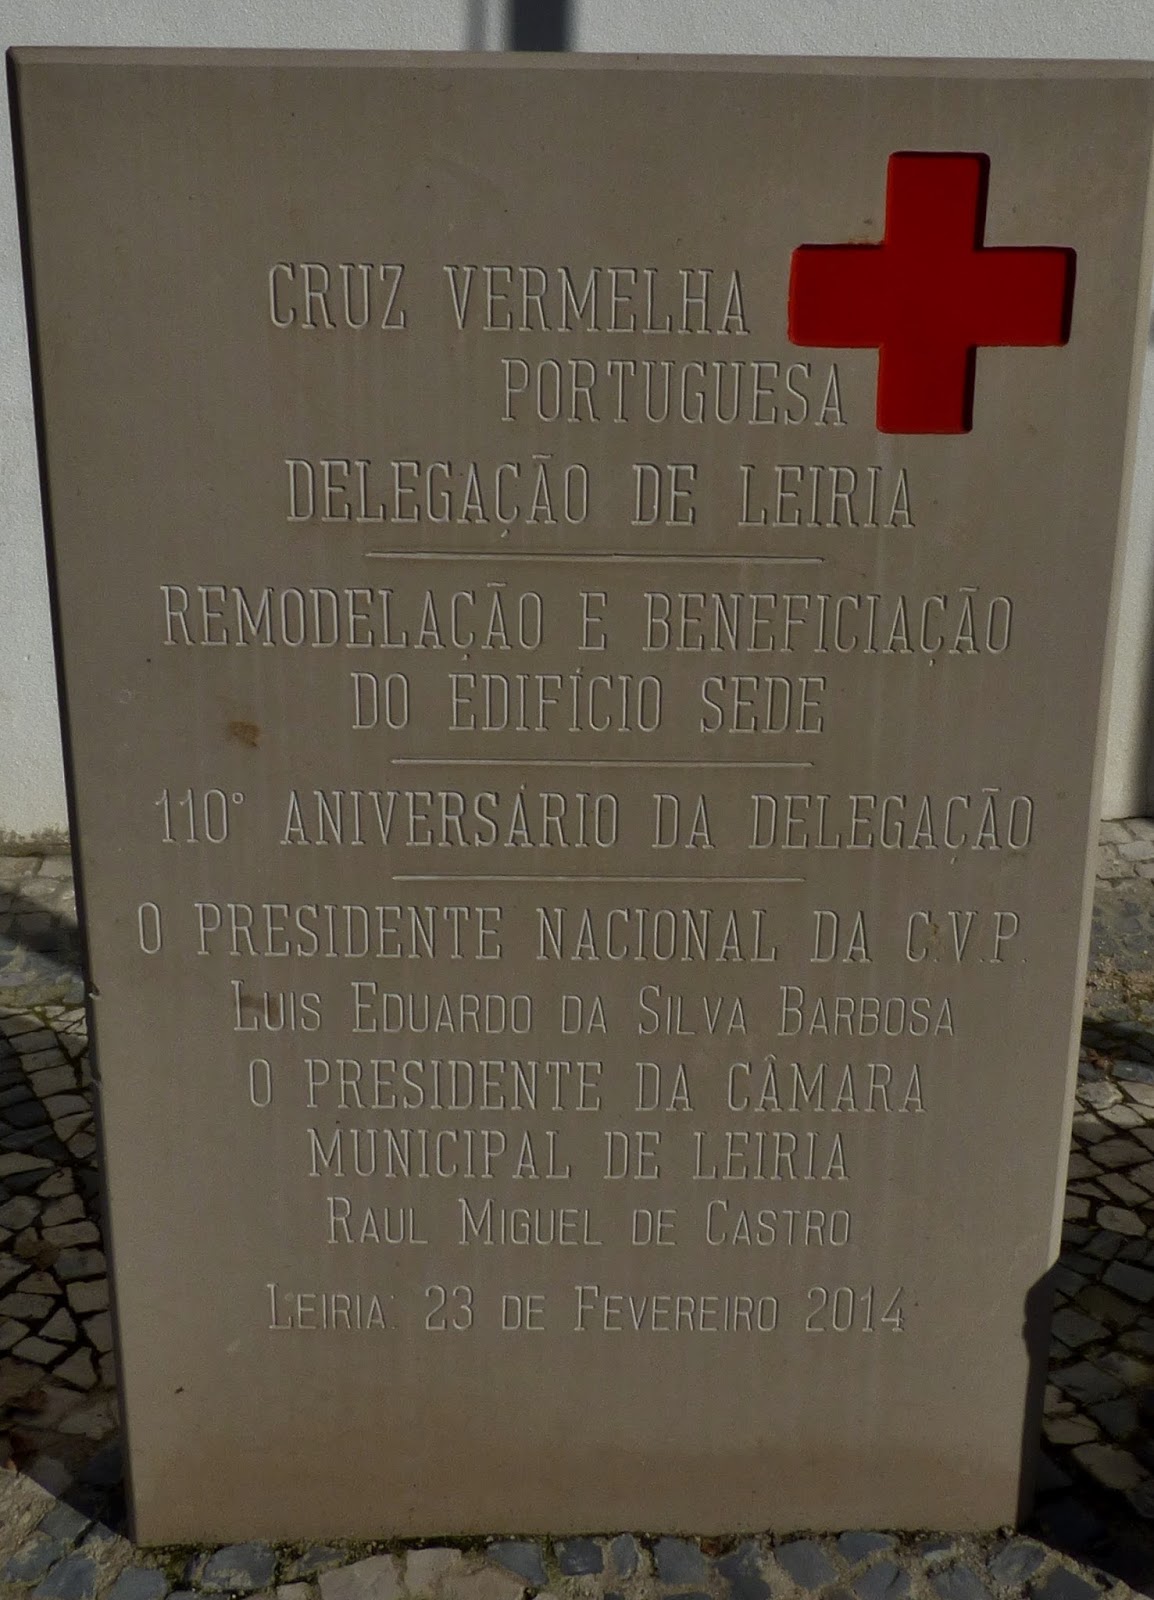 CRUZ VERMELHA
PORTUGUESA
DELEGAÇÃO DE LEIRIA
REMODELAÇÃO E BENEFICIAÇÃO
DO EDIFÍCIO SEDE
110° ANIVERSÁRIO DA DELEGAÇÃO
O PRESIDENTE NACIONAL DA C.V.P.
LUIS EDUARDO DA SILVA BARBOSA
O PRESIDENTE DA CÂMARA
MUNICIPAL DE LEIRIA
RAUL MIGUEL DE CASTRO
LEIRIA: 23 DE FEVEREIRO 2014